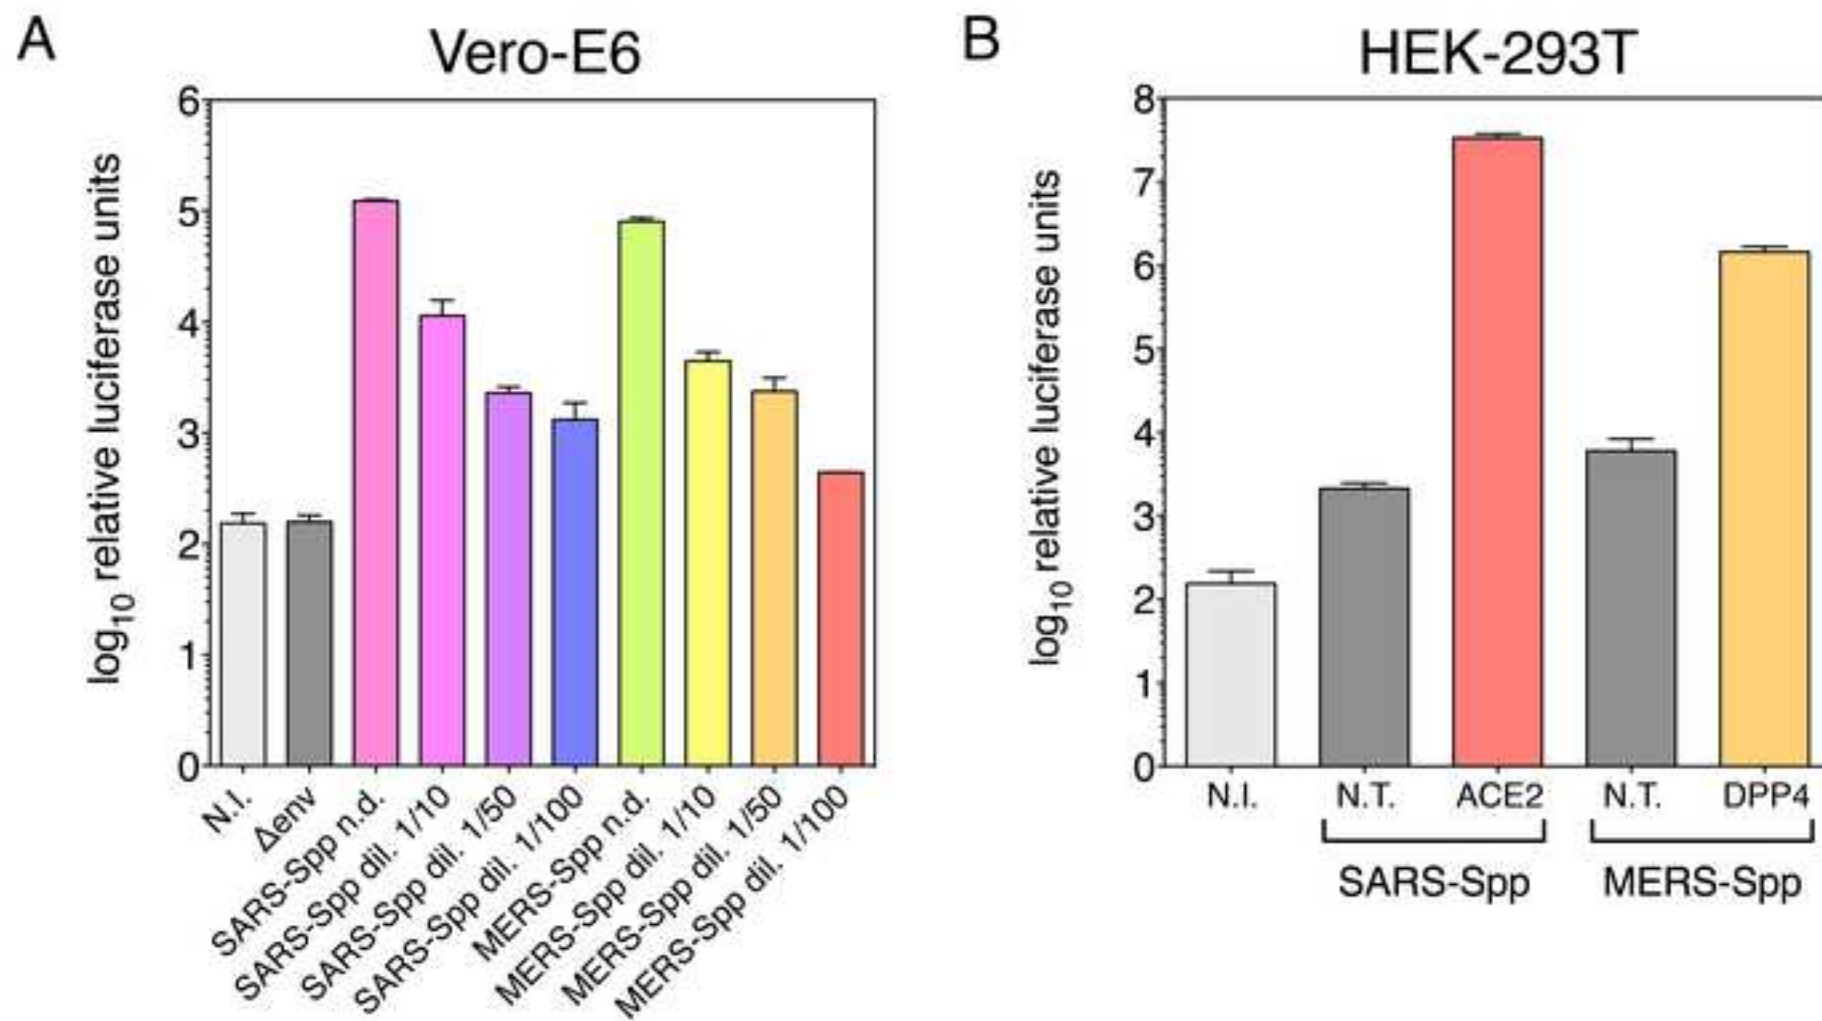 A
Vero-E6
log10 relative luciferase units
6
5
4
3
2
1
0
N.I.
Δenv
SARS-Spp n.d.
SARS-Spp dil. 1/10
SARS-Spp dil. 1/50
SARS-Spp dil. 1/100
MERS-Spp n.d.
MERS-Spp dil. 1/10
MERS-Spp dil. 1/50
MERS-Spp dil. 1/100
B
HEK-293T
log10 relative luciferase units
8
7
6
5
4
3
2
1
0
N.I.
N.T.
ACE2
N.T.
DPP4
SARS-Spp
MERS-Spp